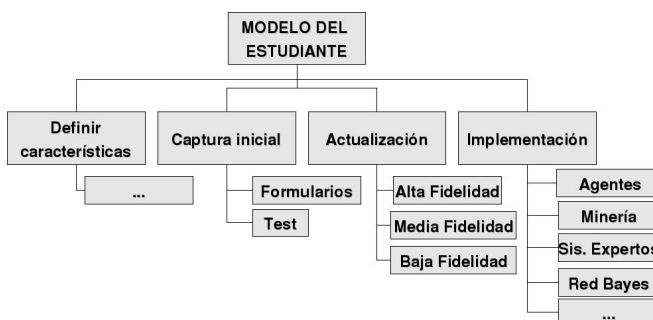 MODELO DEL
ESTUDIANTE
Definir
características
Captura inicial
Actualización
Implementación
...
Formularios
Test
Alta Fidelidad
Media Fidelidad
Baja Fidelidad
Agentes
Minería
Sis. Expertos
Red Bayes
...